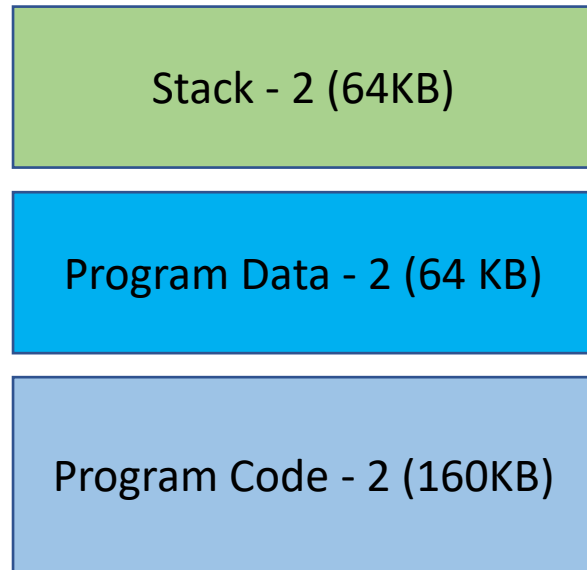 Stack - 2 (64KB)
Program Data - 2 (64 KB)
Program Code - 2 (160KB)